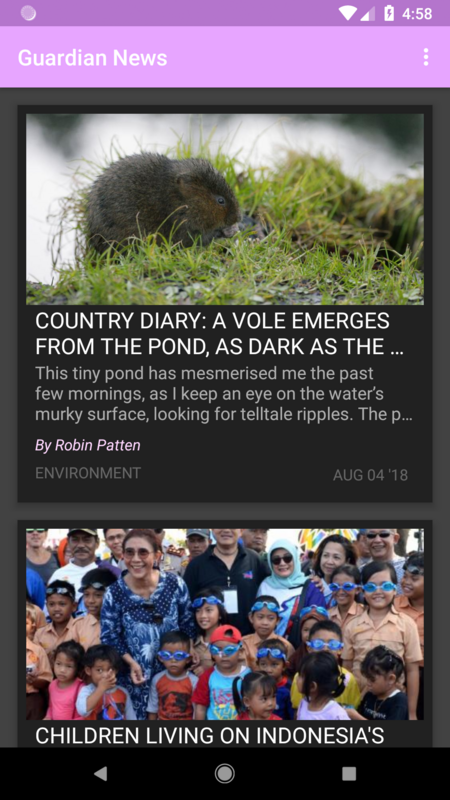 4:58
Guardian News
COUNTRY DIARY: A VOLE EMERGES
FROM THE POND, AS DARK AS THE ...
This tiny pond has mesmerised me the past
few mornings, as I keep an eye on the water's
murky surface, looking for telltale ripples. The p...
By Robin Patten
ENVIRONMENT
AUG 04 '18
CHILDREN LIVING ON INDONESIA'S